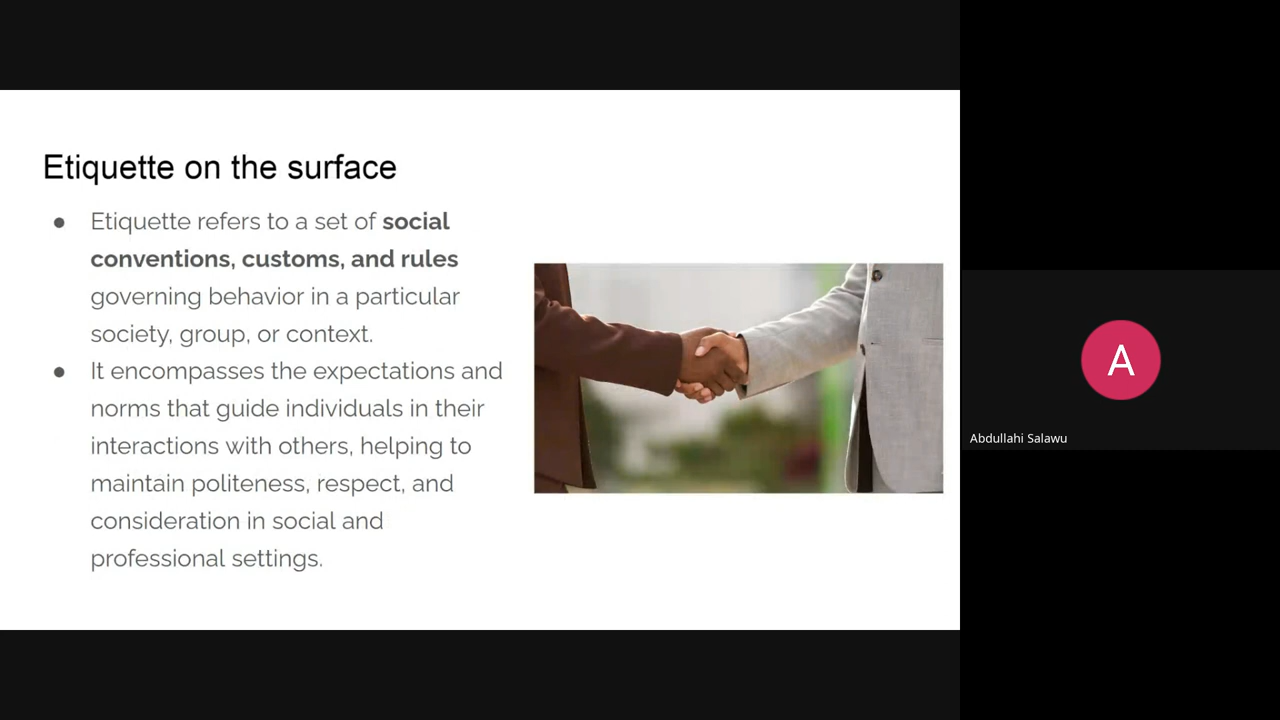 Etiquette on the surface
● Etiquette refers to a set of social
conventions, customs, and rules
governing behavior in a particular
society, group, or context.
● It encompasses the expectations and
norms that guide individuals in their
interactions with others, helping to
maintain politeness, respect, and
consideration in social and
professional settings.
A
Abdullahi Salawu